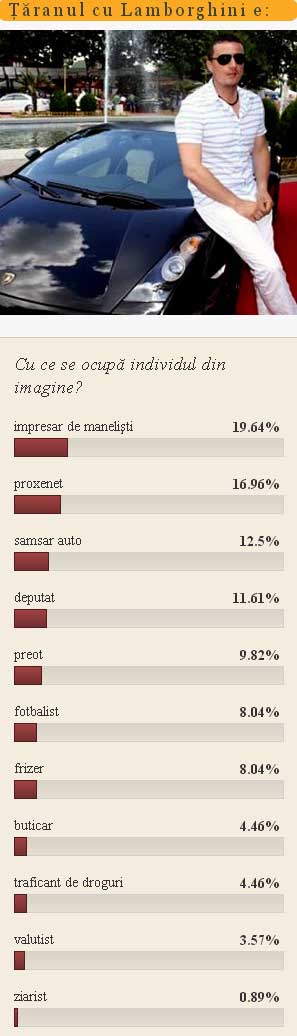 Țăranul cu Lamborghini e:
Cu ce se ocupă individul din
imagine?
impresar de maneliști 19.64%
proxenet 16.96%
samsar auto 12.5%
deputat 11.61%
preot 9.82%
fotbalist 8.04%
frizer 8.04%
buticar 4.46%
traficant de droguri 4.46%
valutist 3.57%
ziarist 0.89%